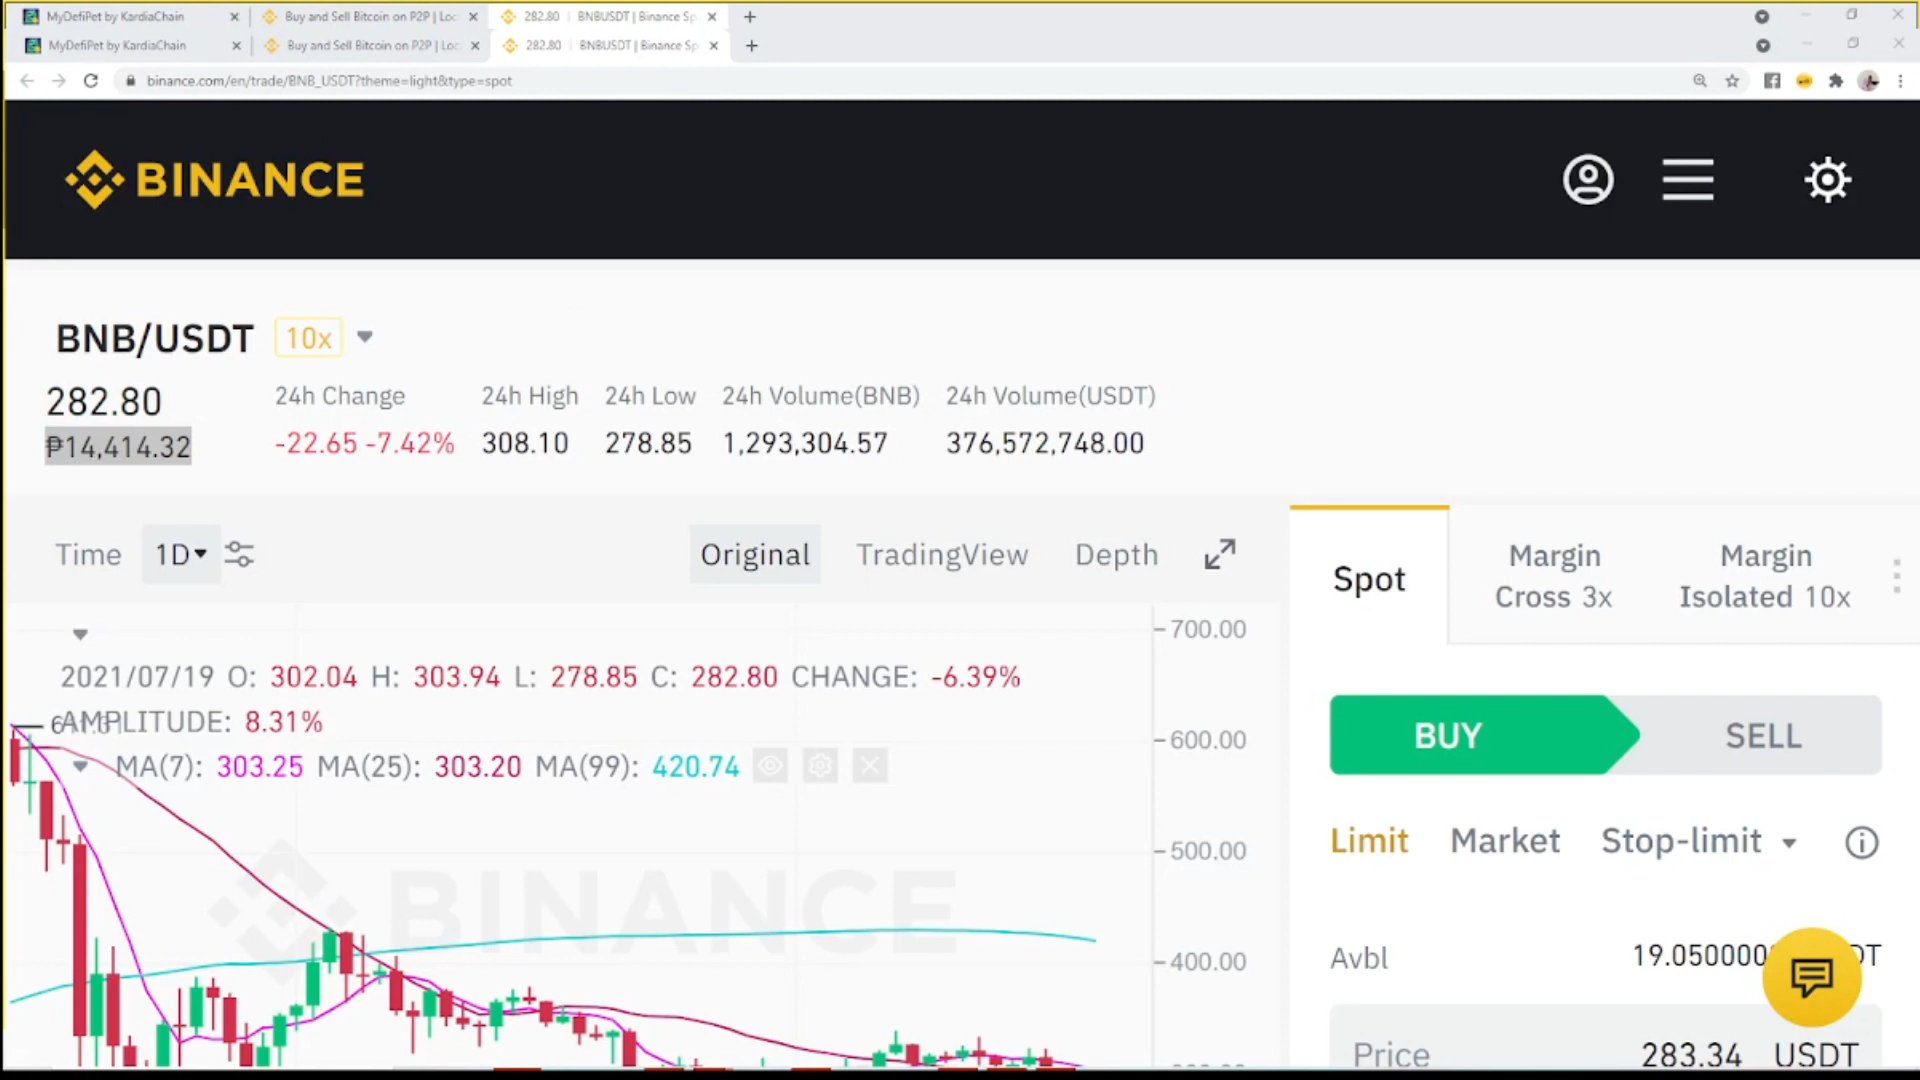 MyDefiPet by KardiaChain
Buy and Sell Bitcoin on P2P | Loc
282.80 | BNBUSDT | Binance Sp
MyDefiPet by KardiaChain
Buy and Sell Bitcoin on P2P | Loc
282.80 | BNBUSDT | Binance Sp
binance.com/en/trade/BNB_USDT?theme=light&type=spot
BINANCE
BNB/USDT 10x
282.80
₱14,414.32
24h Change
-22.65 -7.42%
24h High
308.10
24h Low
278.85
24h Volume(BNB)
1,293,304.57
24h Volume(USDT)
376,572,748.00
Time 1D
Original TradingView Depth
2021/07/19 O: 302.04 H: 303.94 L: 278.85 C: 282.80 CHANGE: -6.39%
AMPLITUDE: 8.31%
MA(7): 303.25 MA(25): 303.20 MA(99): 420.74
BINANCE
700.00
600.00
500.00
400.00
Spot
Margin
Cross 3x
Margin
Isolated 10x
BUY SELL
Limit Market Stop-limit
Avbl 19.0500000 DT
Price 283.34 USDT